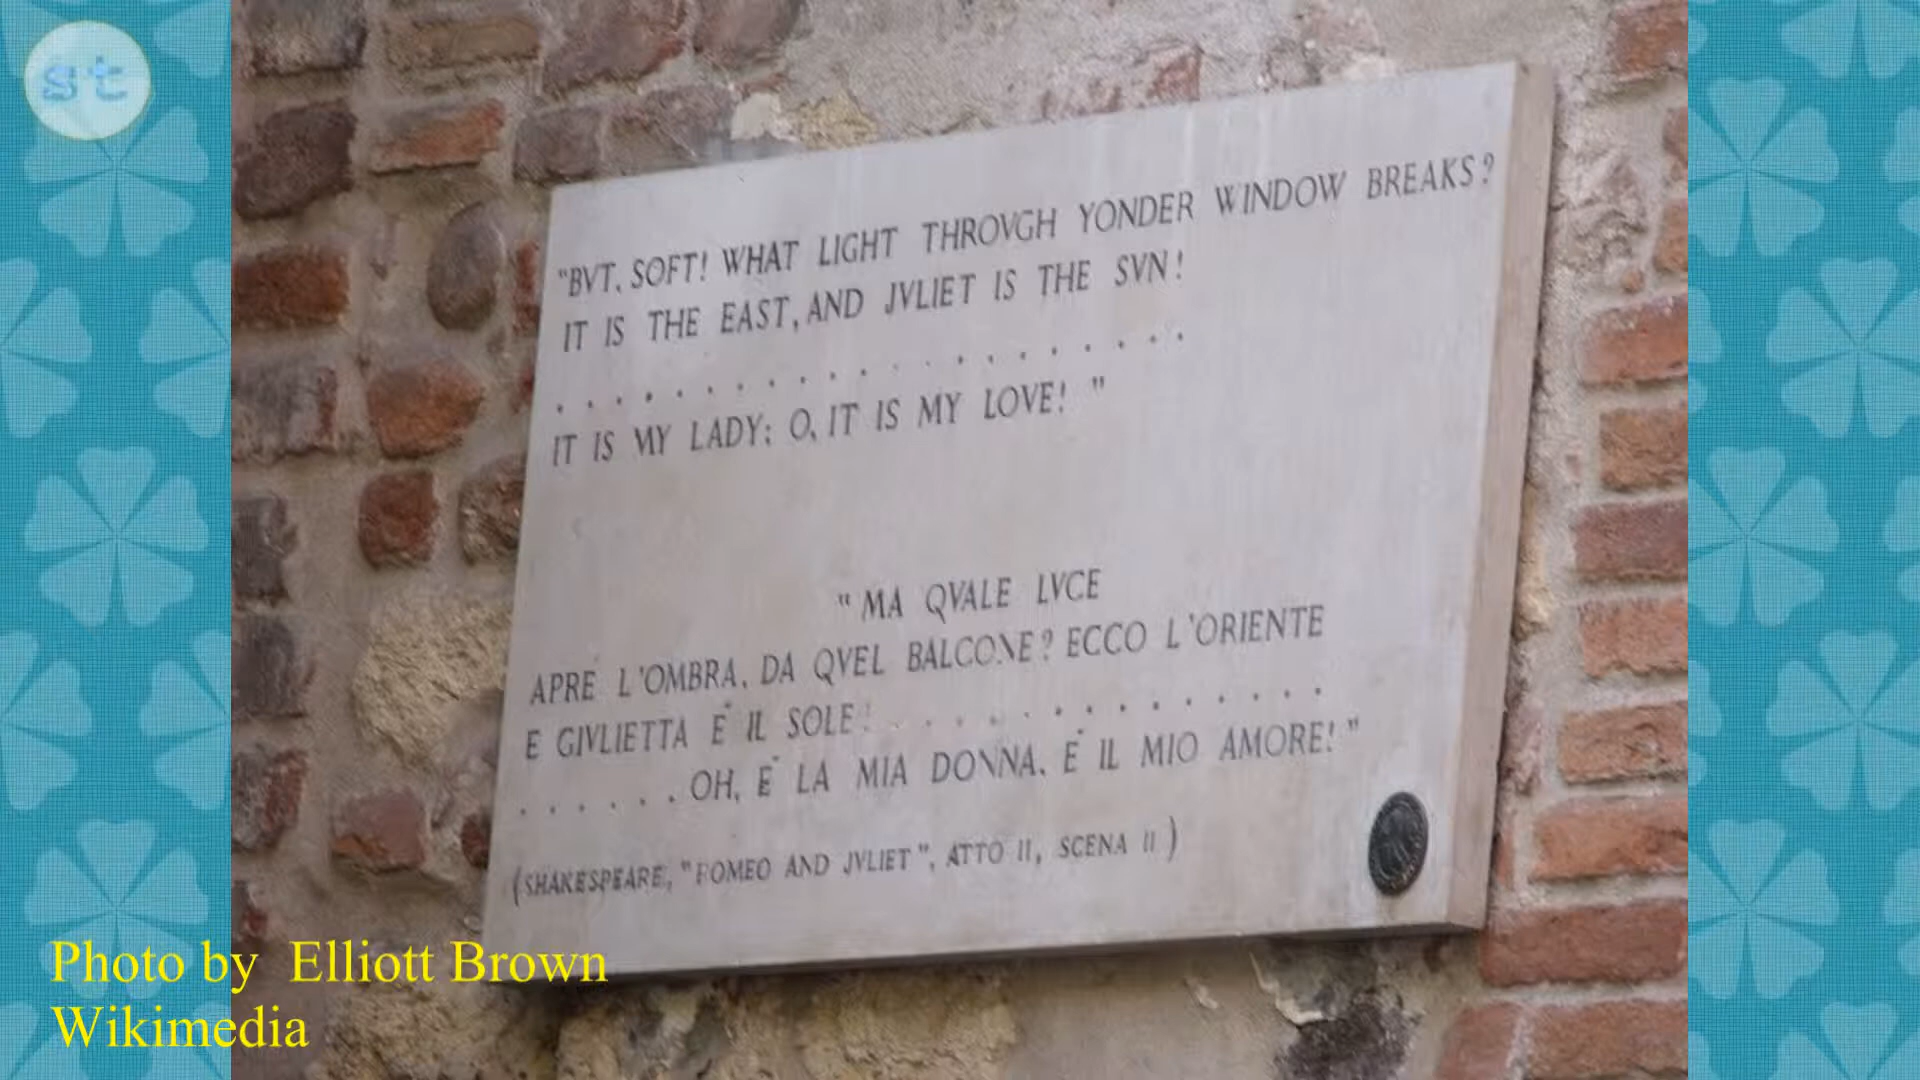 st
"BVT, SOFT! WHAT LIGHT THROVGH YONDER WINDOW BREAKS?
IT IS THE EAST, AND JVLIET IS THE SVN!
. . . . . . . . . . . . . . . . . . . .
IT IS MY LADY; O, IT IS MY LOVE! "
"MA QVALE LVCE
APRE L'OMBRA, DA QVEL BALCONE? ECCO L'ORIENTE
E GIVLIETTA È IL SOLE! . . . . . . . . . . . . . .
. . . . . . OH, È LA MIA DONNA, È IL MIO AMORE! "
(SHAKESPEARE, "ROMEO AND JVLIET", ATTO II, SCENA II)
Photo by Elliott Brown
Wikimedia